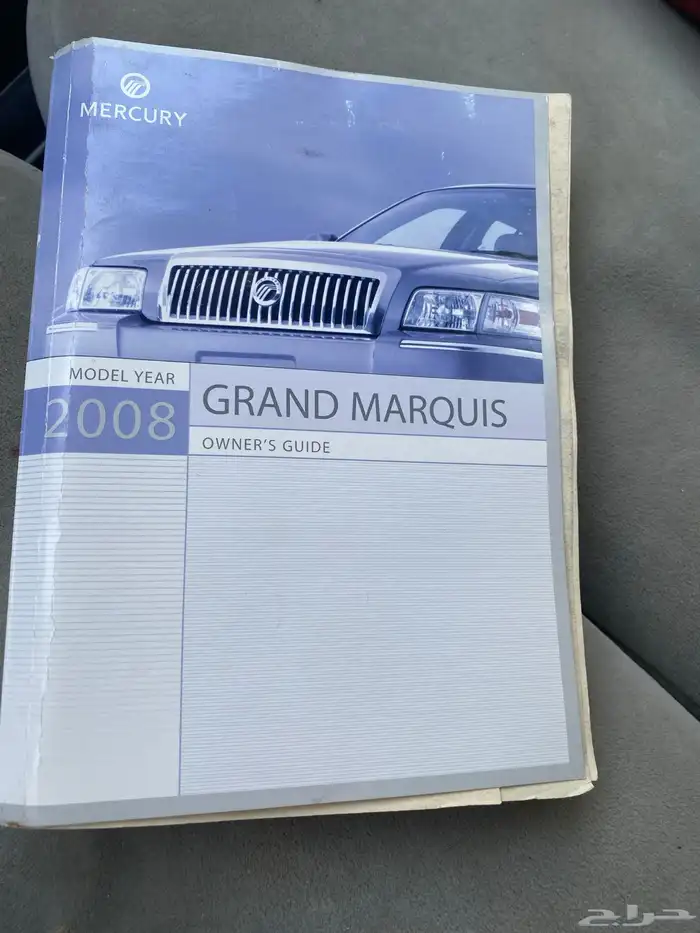 MERCURY
MODEL YEAR
2008
GRAND MARQUIS
OWNER'S GUIDE
حراج